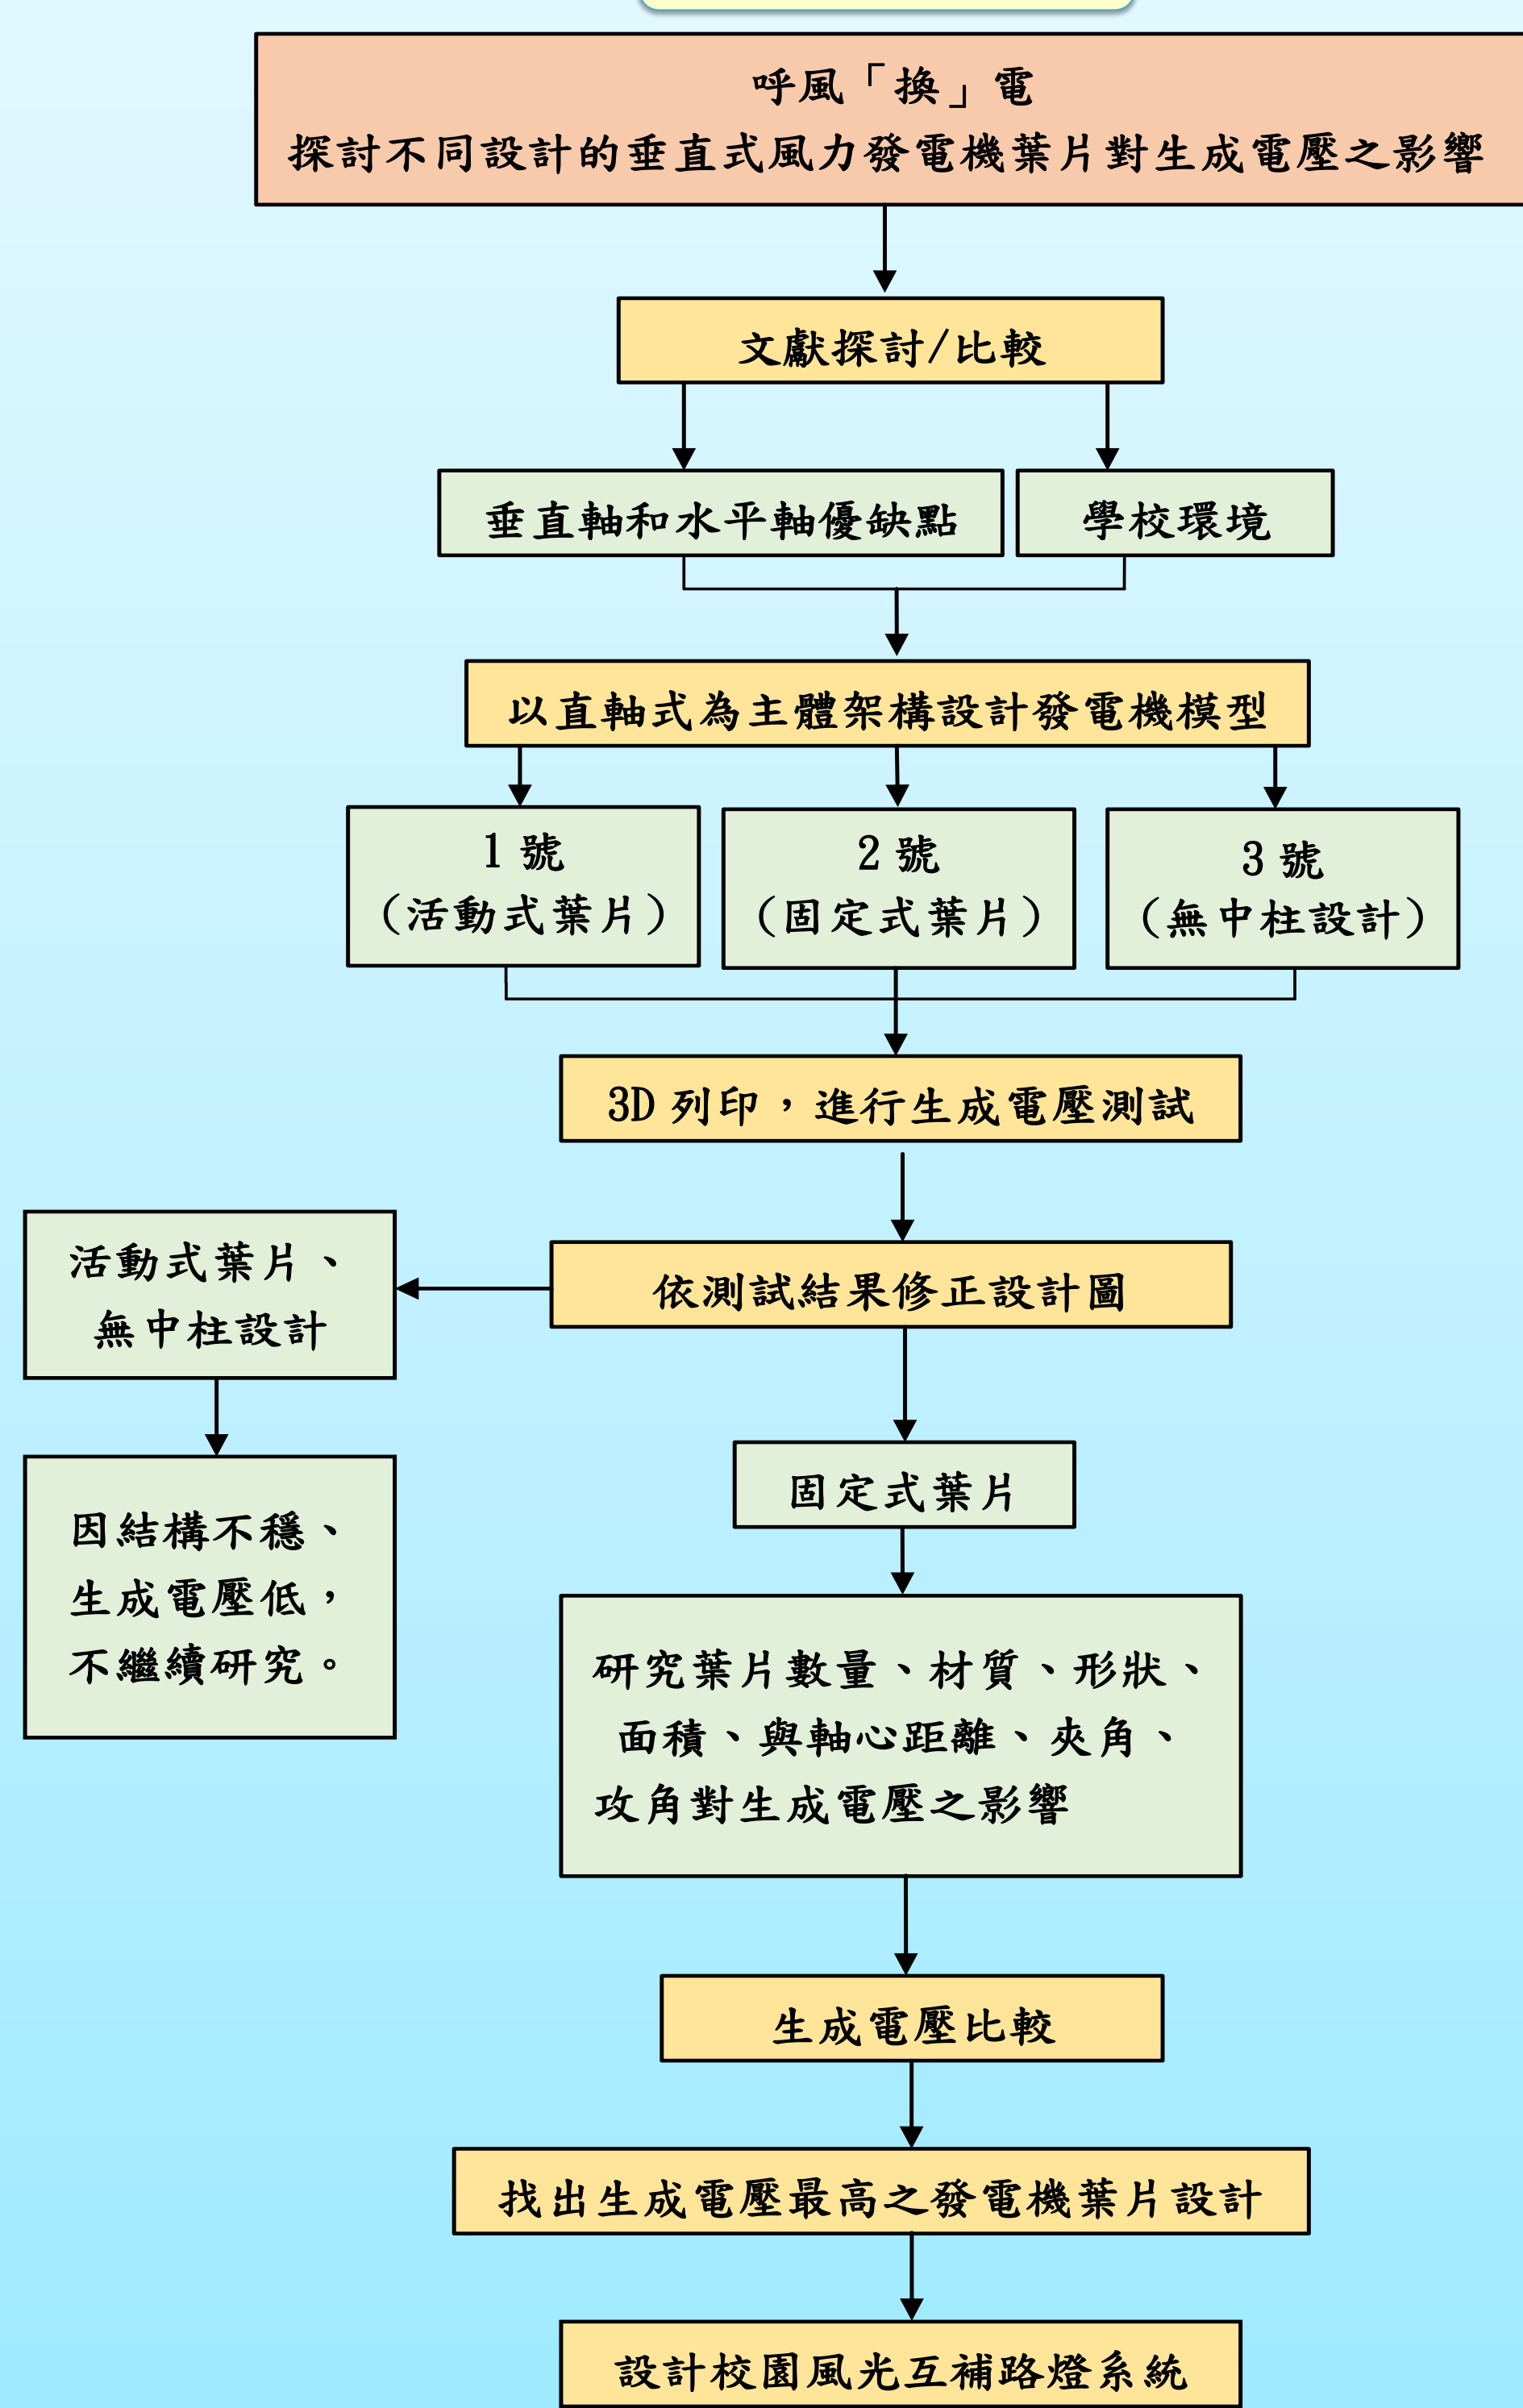 呼風「換」電
探討不同設計的垂直式風力發電機葉片對生成電壓之影響
文獻探討/比較
垂直軸和水平軸優缺點
學校環境
以直軸式為主體架構設計發電機模型
1 號
(活動式葉片)
2 號
(固定式葉片)
3 號
(無中柱設計)
3D 列印，進行生成電壓測試
依測試結果修正設計圖
活動式葉片、
無中柱設計
因結構不穩、
生成電壓低，
不繼續研究。
固定式葉片
研究葉片數量、材質、形狀、
面積、與軸心距離、夾角、
攻角對生成電壓之影響
生成電壓比較
找出生成電壓最高之發電機葉片設計
設計校園風光互補路燈系統